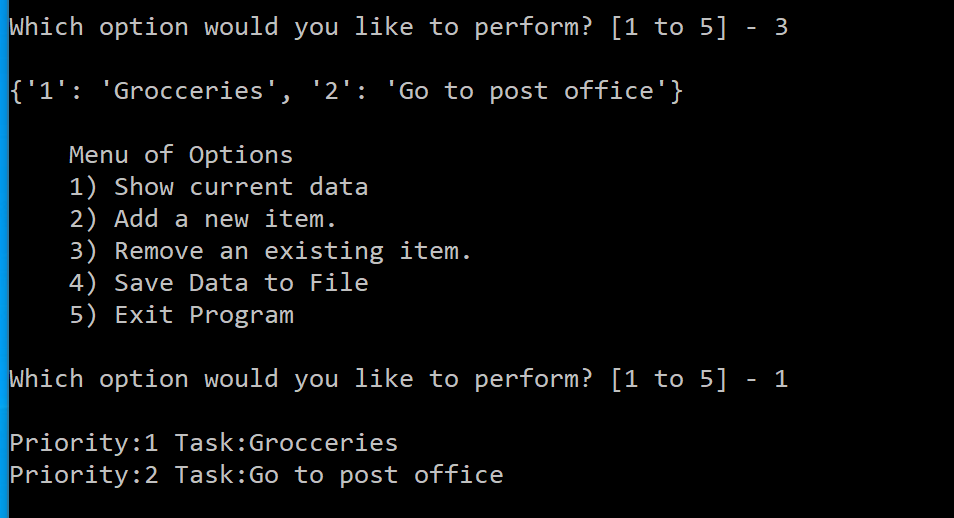 Which option would you like to perform? [1 to 5] - 3
{'1': 'Grocceries', '2': 'Go to post office'}
Menu of Options
1) Show current data
2) Add a new item.
3) Remove an existing item.
4) Save Data to File
5) Exit Program
Which option would you like to perform? [1 to 5] - 1
Priority:1 Task:Grocceries
Priority:2 Task:Go to post office